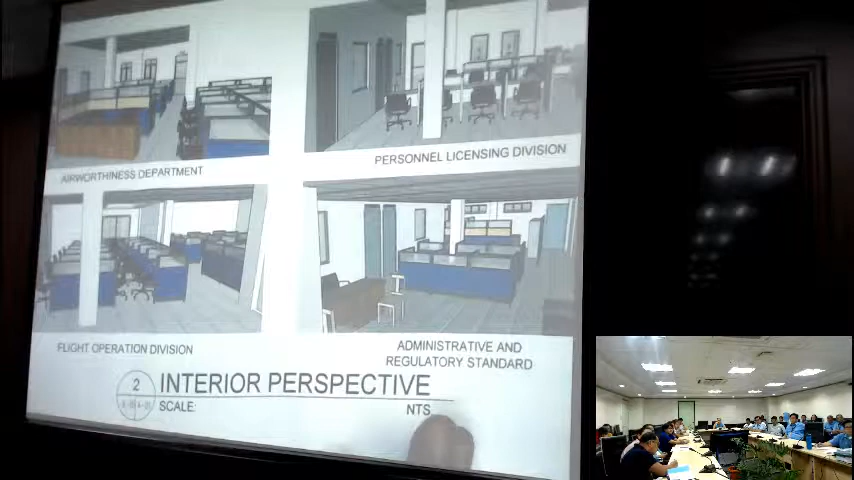 AIRWORTHINESS DEPARTMENT
PERSONNEL LICENSING DIVISION
FLIGHT OPERATION DIVISION
ADMINISTRATIVE AND
REGULATORY STANDARD
2
INTERIOR PERSPECTIVE
SCALE:
NTS